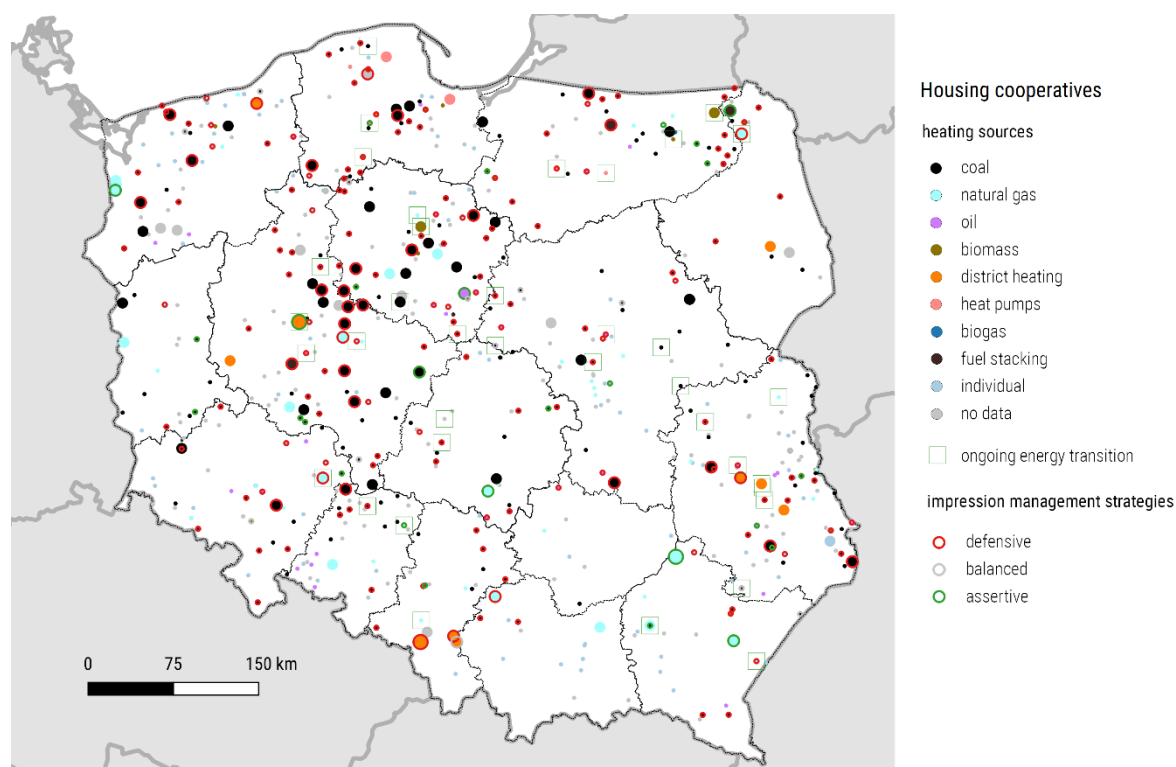 Housing cooperatives
heating sources
coal
natural gas
oil
biomass
district heating
heat pumps
biogas
fuel stacking
individual
no data
ongoing energy transition
impression management strategies
defensive
balanced
assertive
0 75 150 km